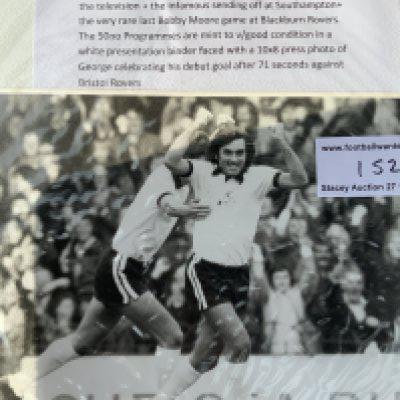 the television + the infamous sending off at Southampton+
the very rare last Bobby Moore game at Blackburn Rovers.
The 50no Programmes are mint to v/good condition in a
white presentation binder faced with a 10x8 press photo of
George celebrating his debut goal after 71 seconds against
Bristol Rovers
www.football
152
Stacey Auction 27